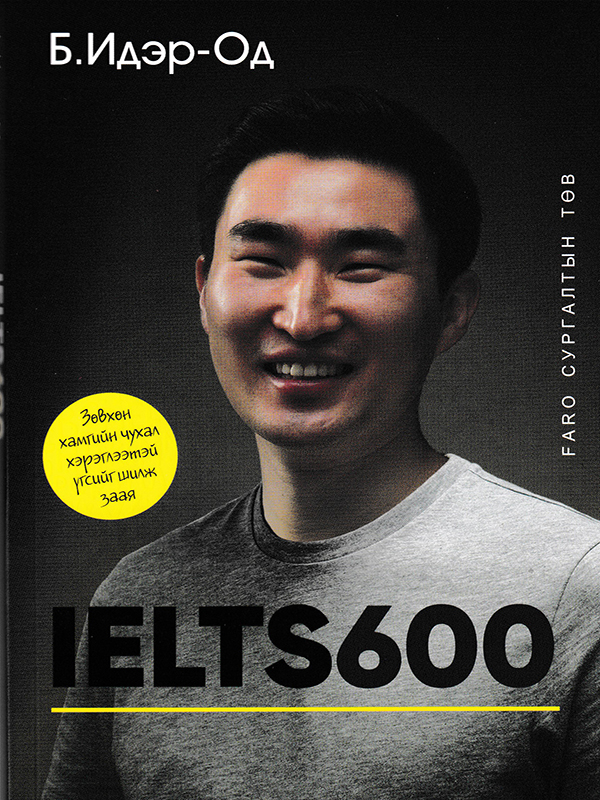 Б.Идэр-Од
FARO СУРГАЛТЫН ТӨВ
Зөвхөн
хамгийн чухал
хэрэглээтэй
үгсийг шилж
заая
IELTS600